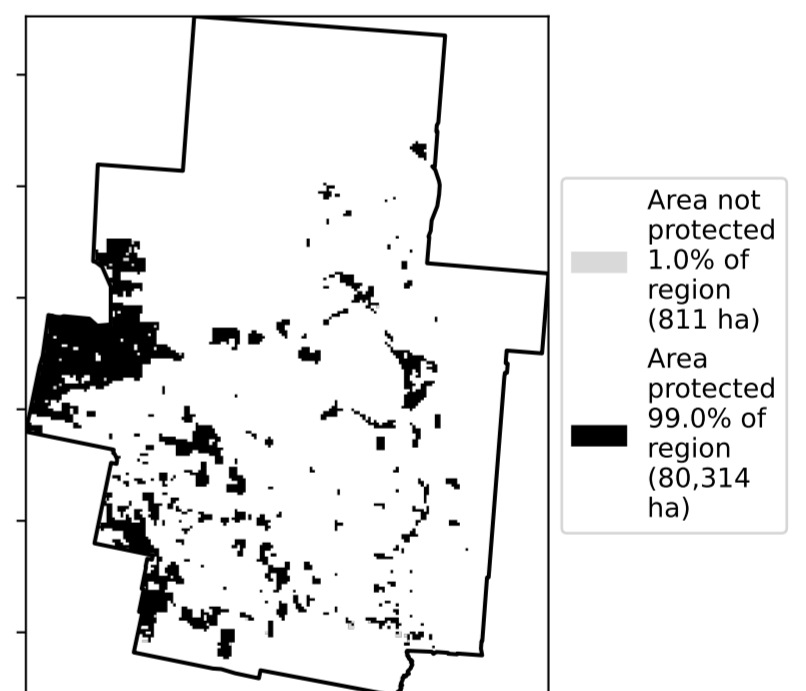 Area not
protected
1.0% of
region
(811 ha)
Area
protected
99.0% of
region
(80,314
ha)